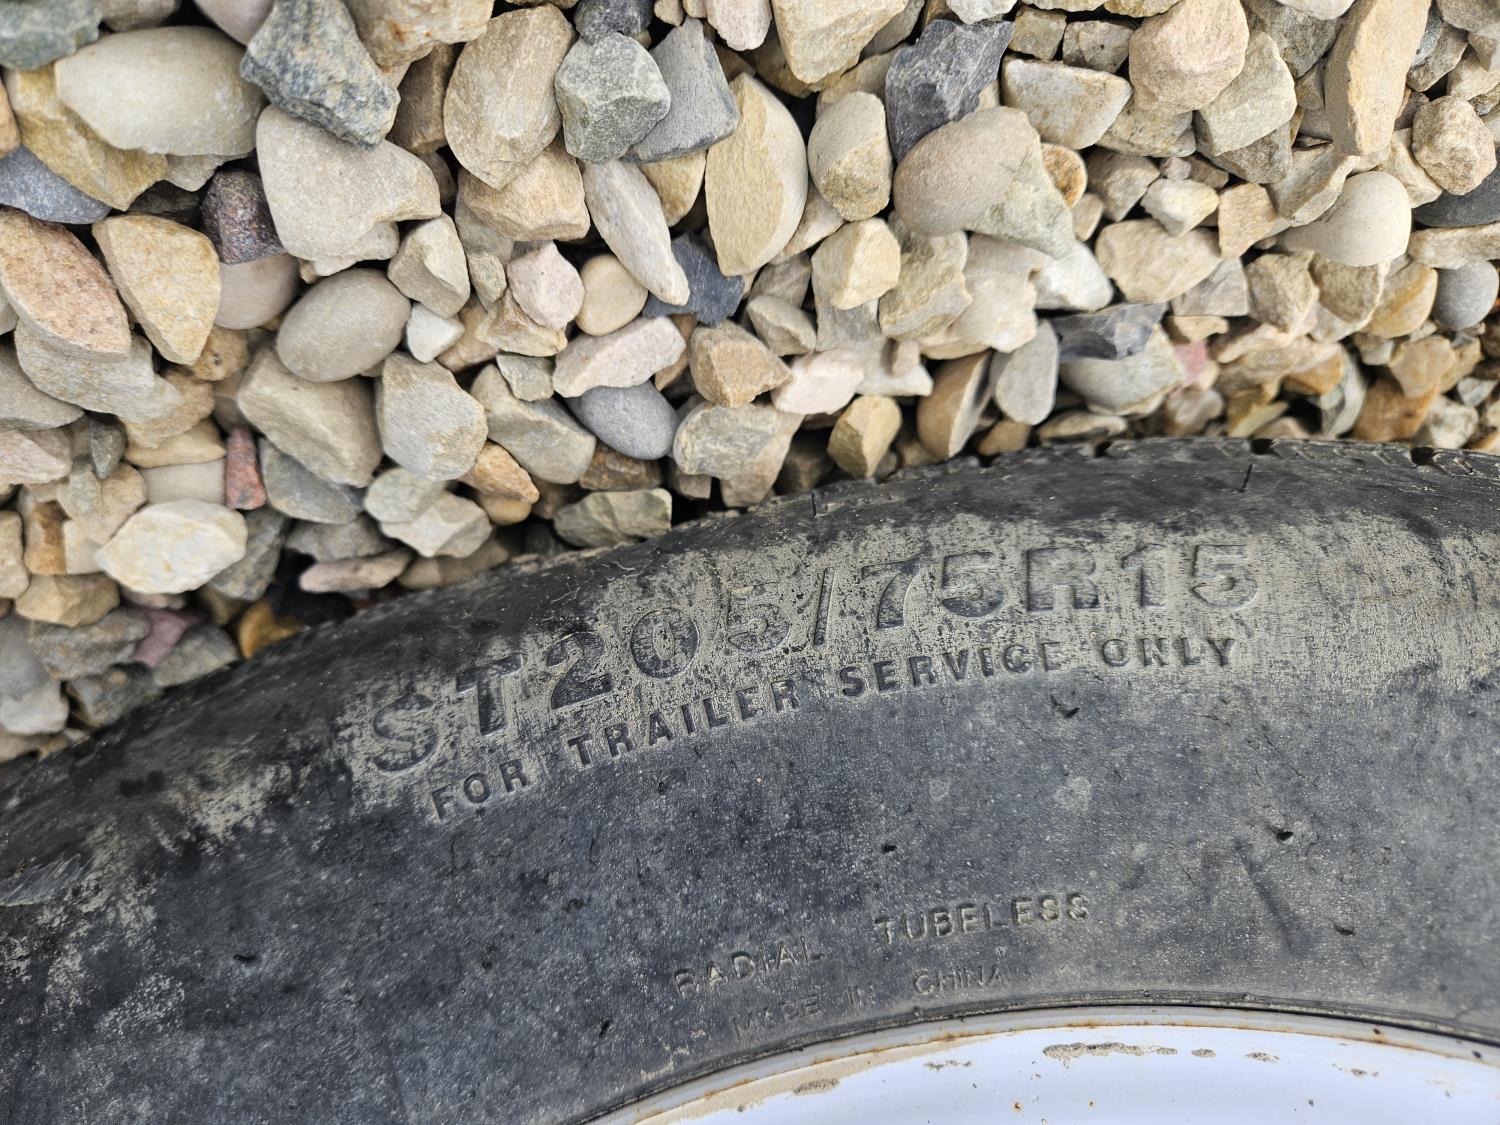 ST205/75R15
FOR TRAILER SERVICE ONLY
RADIAL TUBELESS
MADE IN CHINA